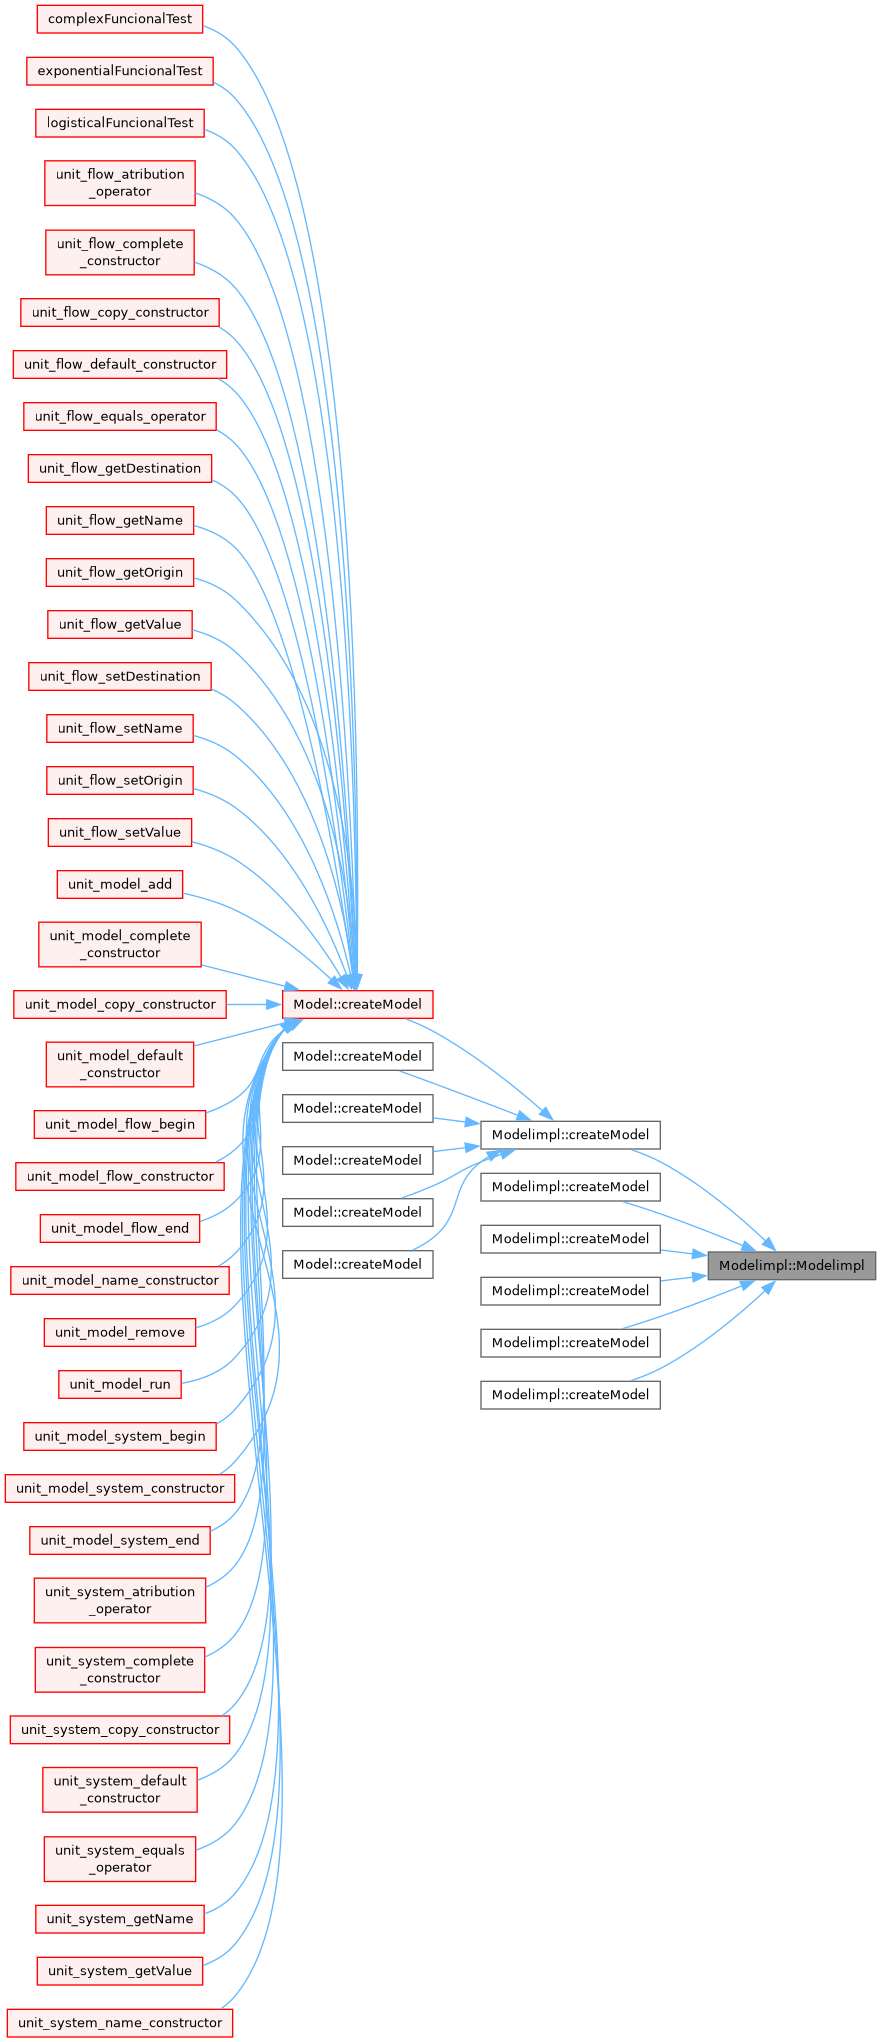 complexFuncionalTest
exponentialFuncionalTest
logisticalFuncionalTest
unit_flow_atribution
_operator
unit_flow_complete
_constructor
unit_flow_copy_constructor
unit_flow_default_constructor
unit_flow_equals_operator
unit_flow_getDestination
unit_flow_getName
unit_flow_getOrigin
unit_flow_getValue
unit_flow_setDestination
unit_flow_setName
unit_flow_setOrigin
unit_flow_setValue
unit_model_add
unit_model_complete
_constructor
unit_model_copy_constructor
unit_model_default
_constructor
unit_model_flow_begin
unit_model_flow_constructor
unit_model_flow_end
unit_model_name_constructor
unit_model_remove
unit_model_run
unit_model_system_begin
unit_model_system_constructor
unit_model_system_end
unit_system_atribution
_operator
unit_system_complete
_constructor
unit_system_copy_constructor
unit_system_default
_constructor
unit_system_equals
_operator
unit_system_getName
unit_system_getValue
unit_system_name_constructor
Model::createModel
Model::createModel
Model::createModel
Model::createModel
Model::createModel
Model::createModel
Modelimpl::createModel
Modelimpl::createModel
Modelimpl::createModel
Modelimpl::createModel
Modelimpl::createModel
Modelimpl::createModel
Modelimpl::Modelimpl